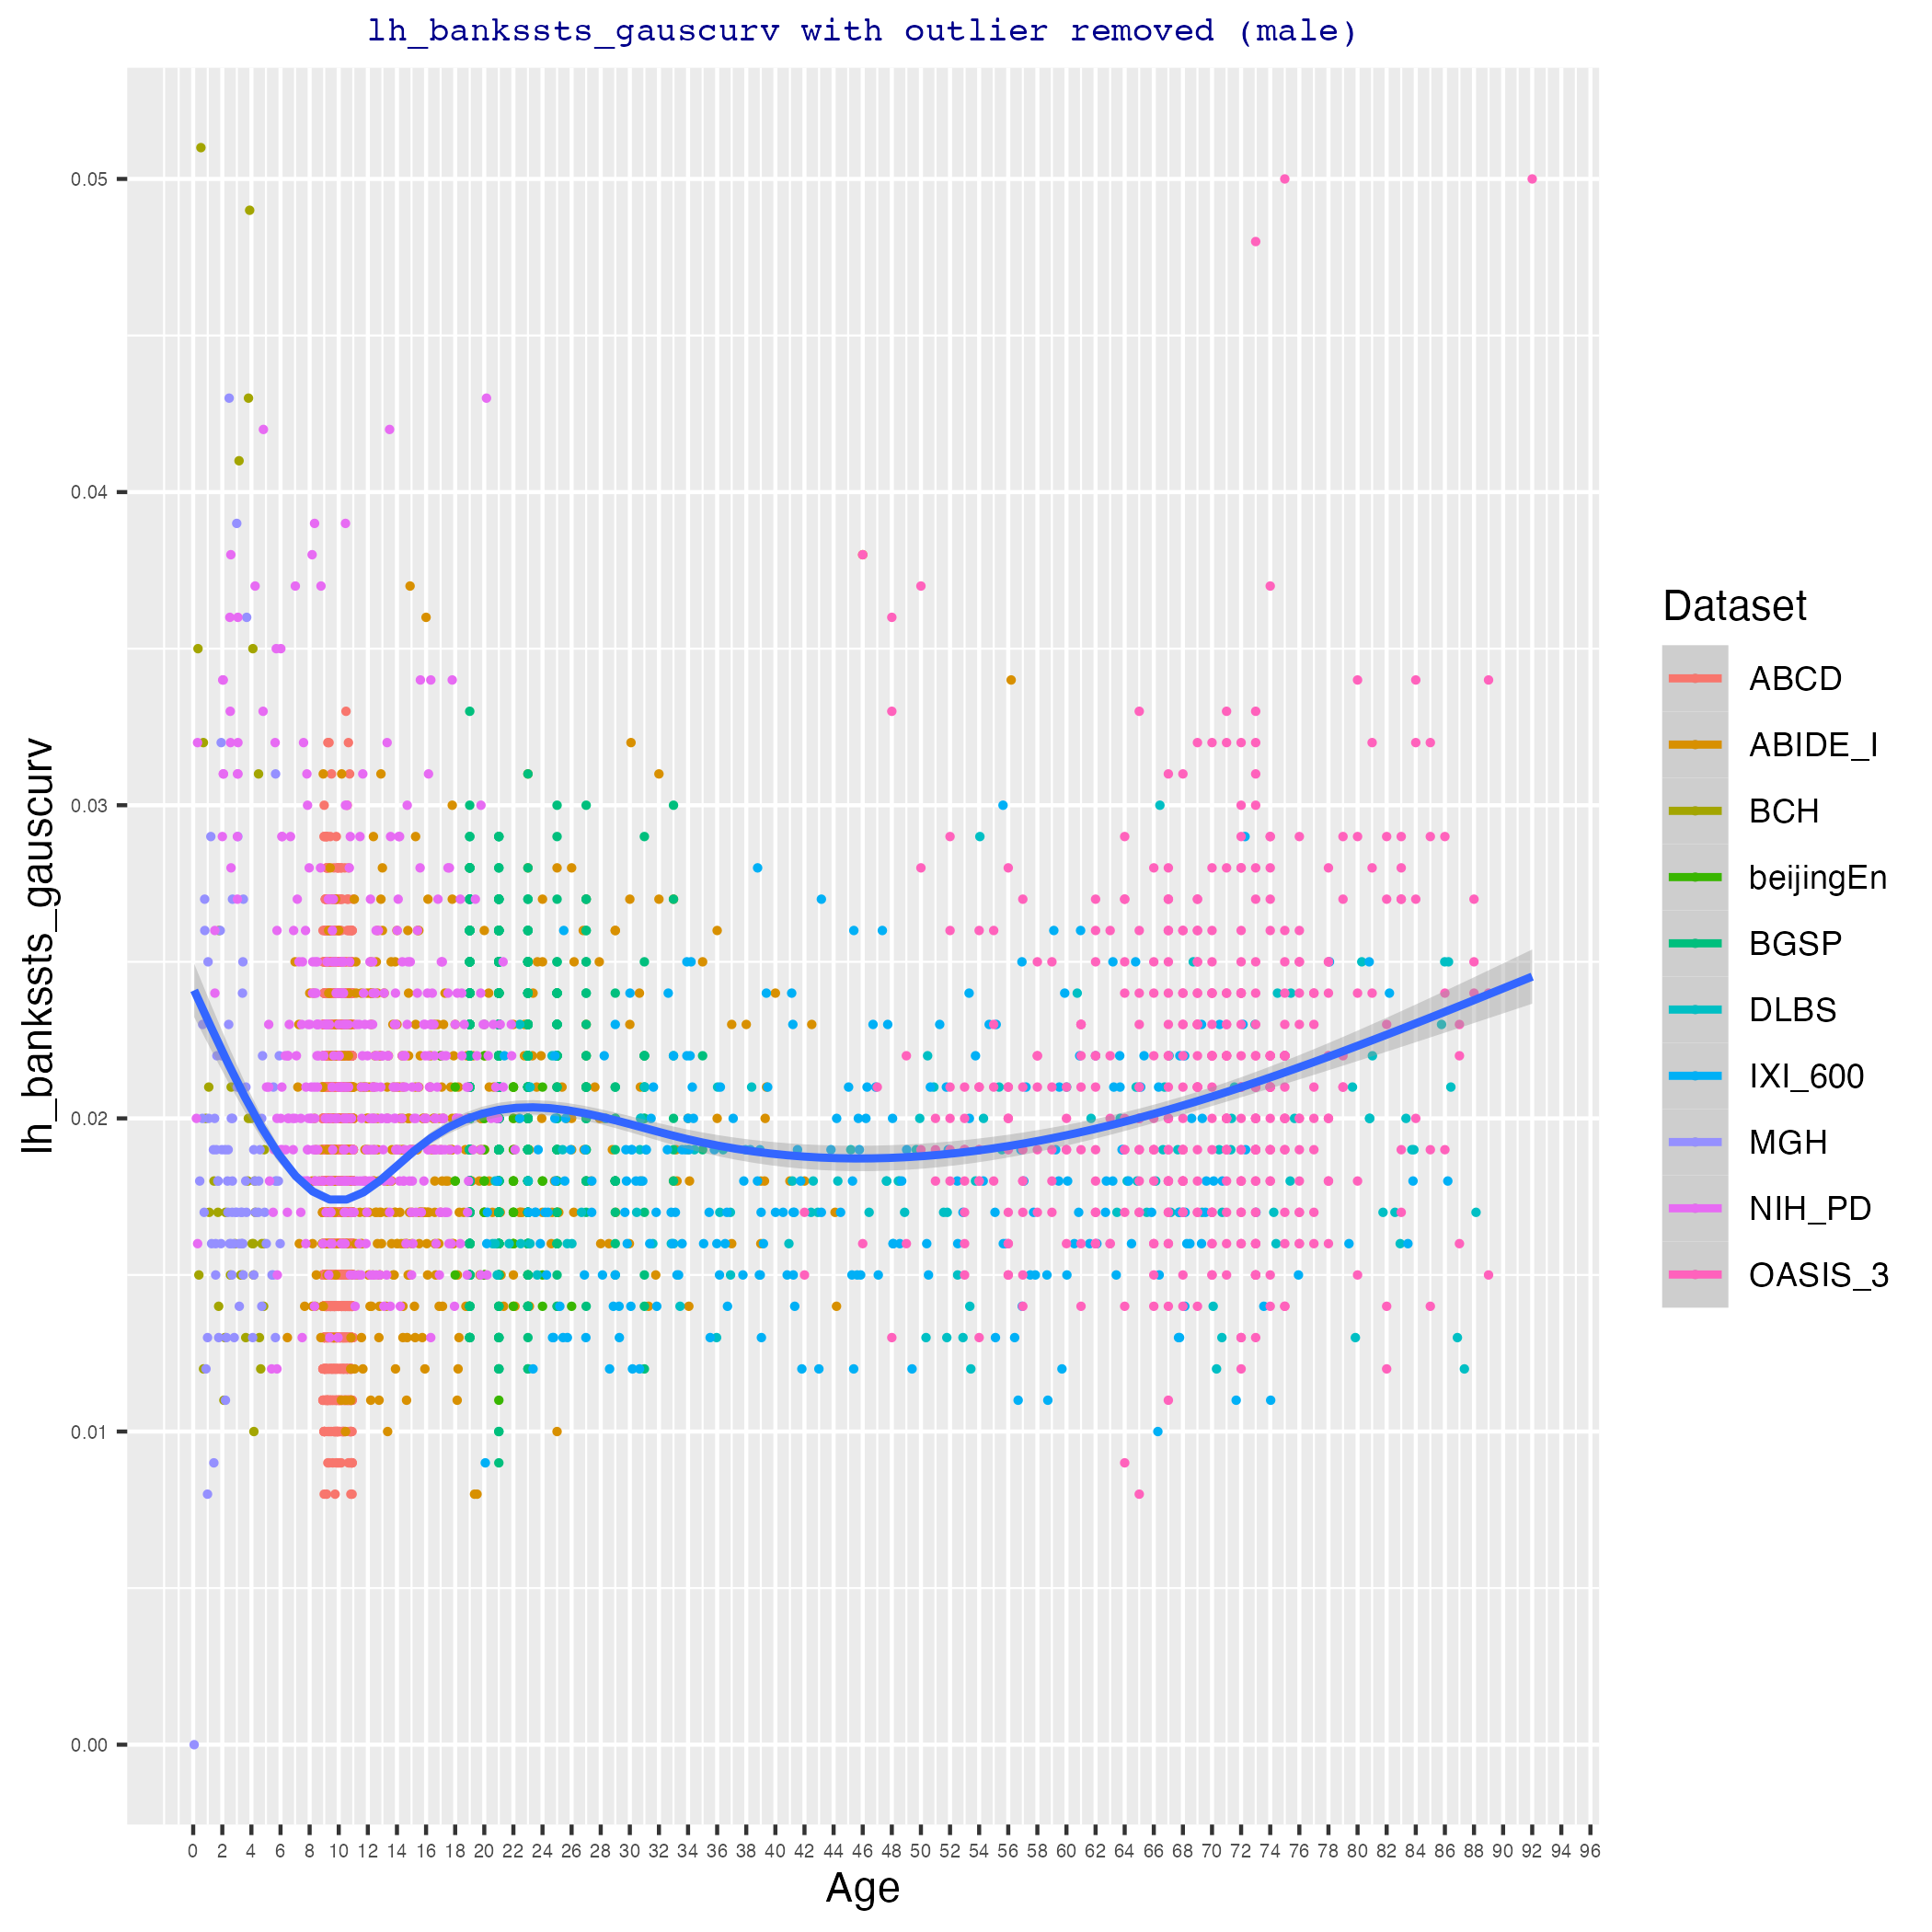 lh_bankssts_gauscurv with outlier removed (male)
0.05
0.04
0.03
0.02
0.01
0.00
lh_bankssts_gauscurv
0 2 4 6 8 10 12 14 16 18 20 22 24 26 28 30 32 34 36 38 40 42 44 46 48 50 52 54 56 58 60 62 64 66 68 70 72 74 76 78 80 82 84 86 88 90 92 94 96
Age
Dataset
ABCD
ABIDE_I
BCH
beijingEn
BGSP
DLBS
IXI_600
MGH
NIH_PD
OASIS_3